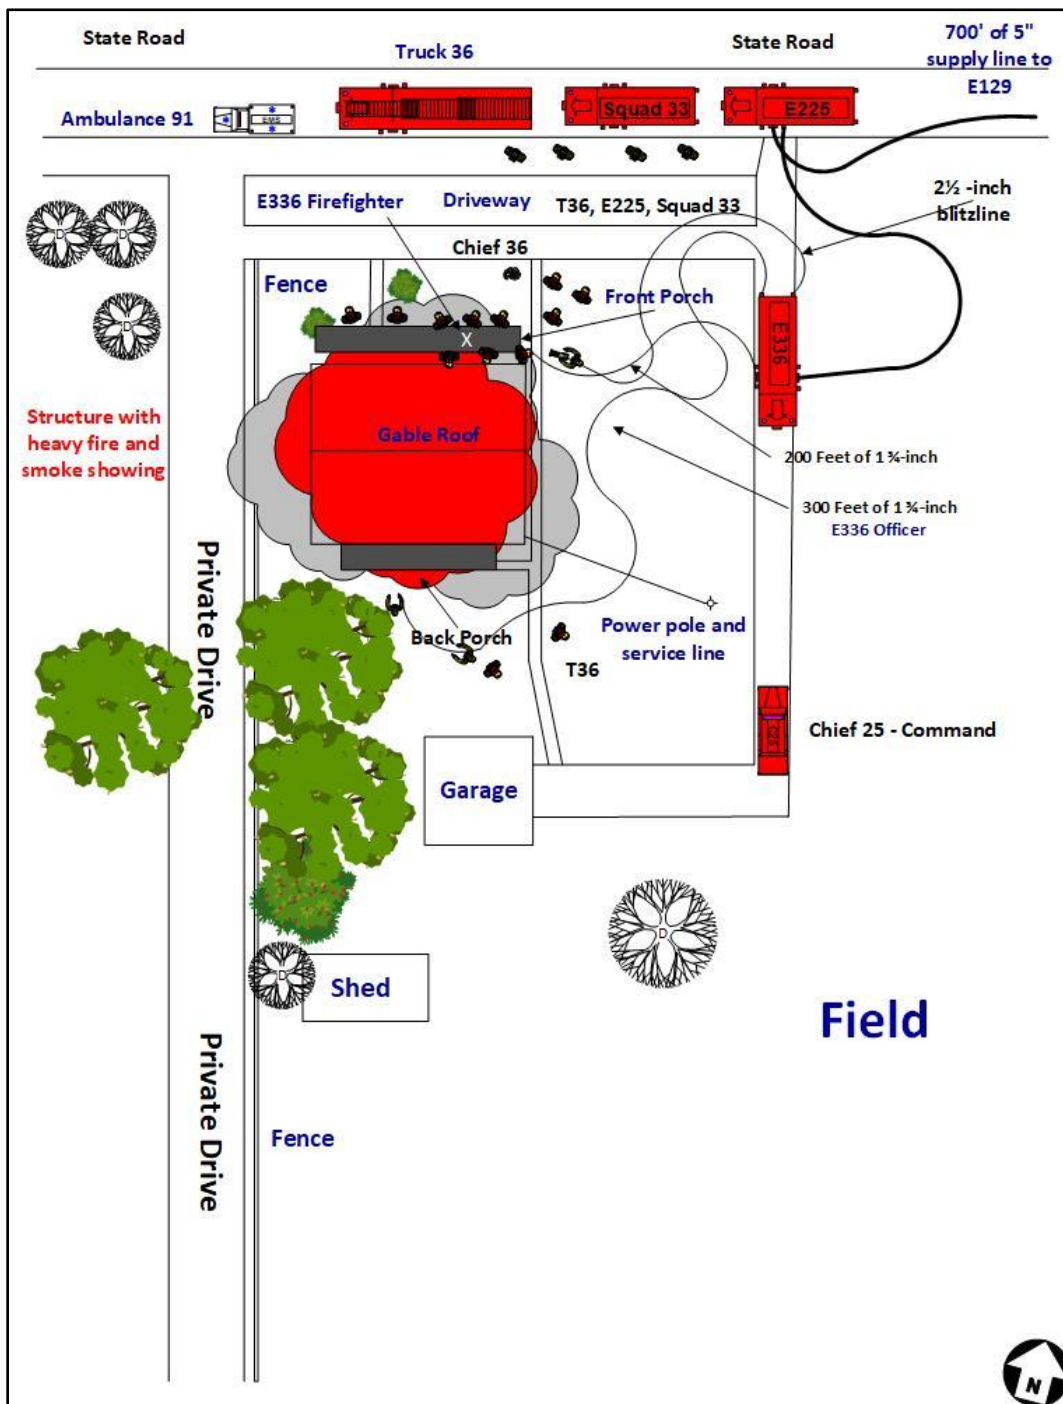 State Road
Truck 36
State Road
700' of 5"
supply line to
E129
Ambulance 91
EMS
Squad 33
E225
E336 Firefighter
Driveway
T36, E225, Squad 33
2½ -inch
blitzline
Chief 36
Fence
Front Porch
X
E336
Structure with
heavy fire and
smoke showing
Gable Roof
200 Feet of 1 ¾-inch
300 Feet of 1 ¾-inch
E336 Officer
Private Drive
Back Porch
Power pole and
service line
T36
Chief 25 - Command
Garage
D
D
D
D
D
Shed
Field
Private Drive
Fence
N